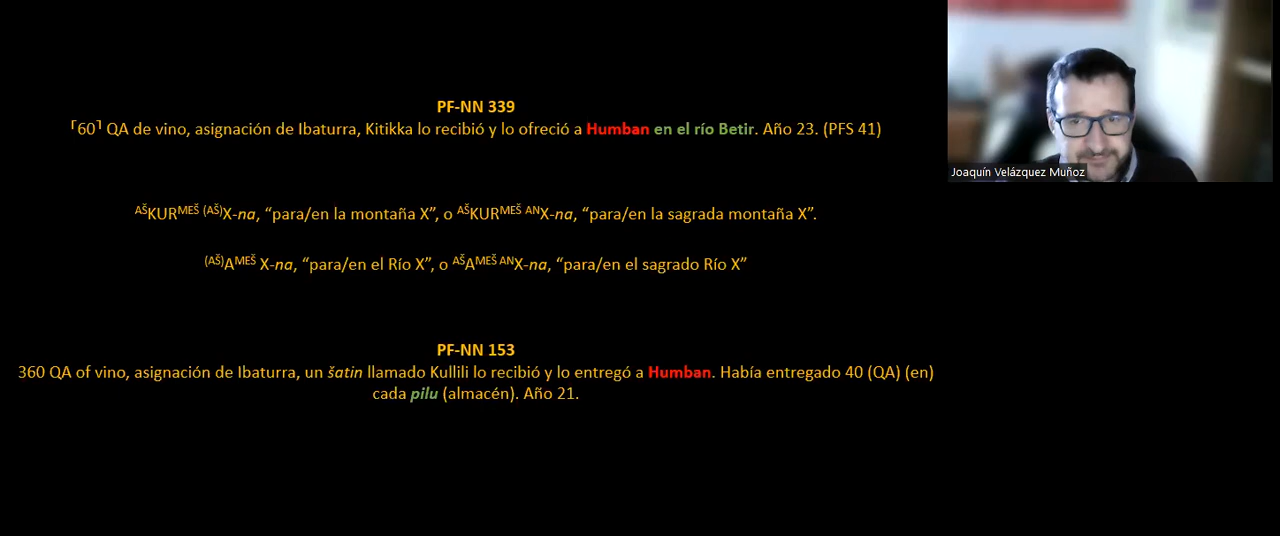 PF-NN 339
⸢60⸣ QA de vino, asignación de Ibaturra, Kitikka lo recibió y lo ofreció a Humban en el río Betir. Año 23. (PFS 41)
Joaquín Velázquez Muñoz
AŠKURMEŠ (AŠ)X-na, “para/en la montaña X”, o AŠKURMEŠ ANX-na, “para/en la sagrada montaña X”.
(AŠ)AMEŠ X-na, “para/en el Río X”, o AŠAMEŠ ANX-na, “para/en el sagrado Río X”
PF-NN 153
360 QA of vino, asignación de Ibaturra, un šatin llamado Kullili lo recibió y lo entregó a Humban. Había entregado 40 (QA) (en)
cada pilu (almacén). Año 21.